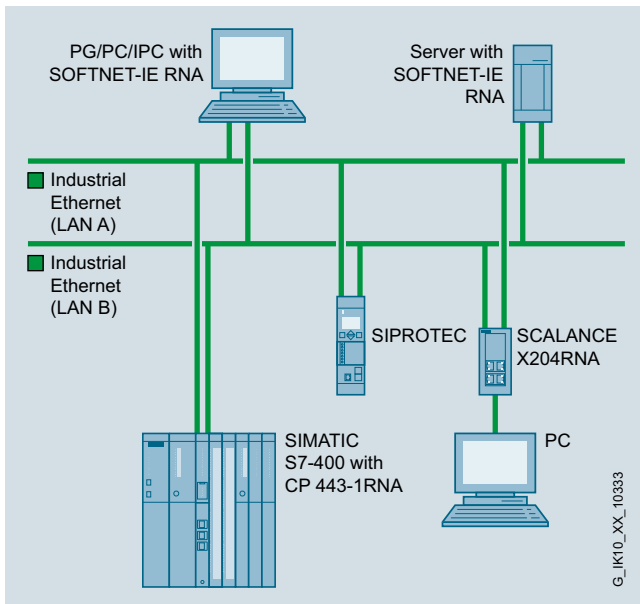 PG/PC/IPC with
SOFTNET-IE RNA
Server with
SOFTNET-IE
RNA
Industrial
Ethernet
(LAN A)
Industrial
Ethernet
(LAN B)
SIPROTEC
SCALANCE
X204RNA
SIMATIC
S7-400 with
CP 443-1RNA
PC
G_IK10_XX_10333